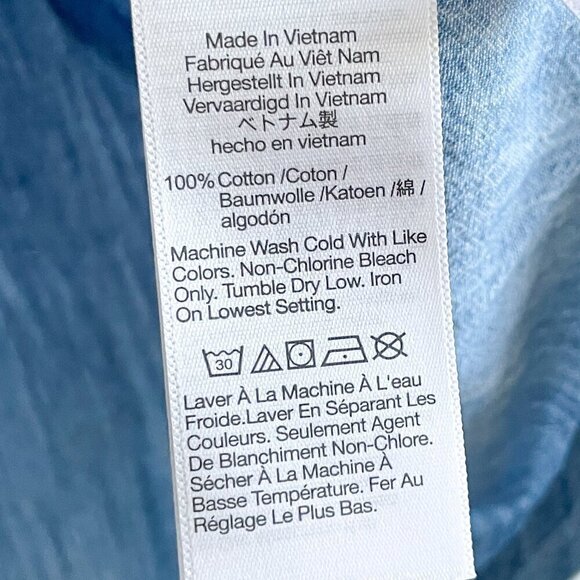 Made In Vietnam
Fabriqué Au Viêt Nam
Hergestellt In Vietnam
Vervaardigd In Vietnam
ベトナム製
hecho en vietnam
100% Cotton /Coton /
Baumwolle /Katoen /綿 /
algodón
Machine Wash Cold With Like
Colors. Non-Chlorine Bleach
Only. Tumble Dry Low. Iron
On Lowest Setting.
30
Laver À La Machine À L'eau
Froide.Laver En Séparant Les
Couleurs. Seulement Agent
De Blanchiment Non-Chlore.
Sécher À La Machine À
Basse Température. Fer Au
Réglage Le Plus Bas.